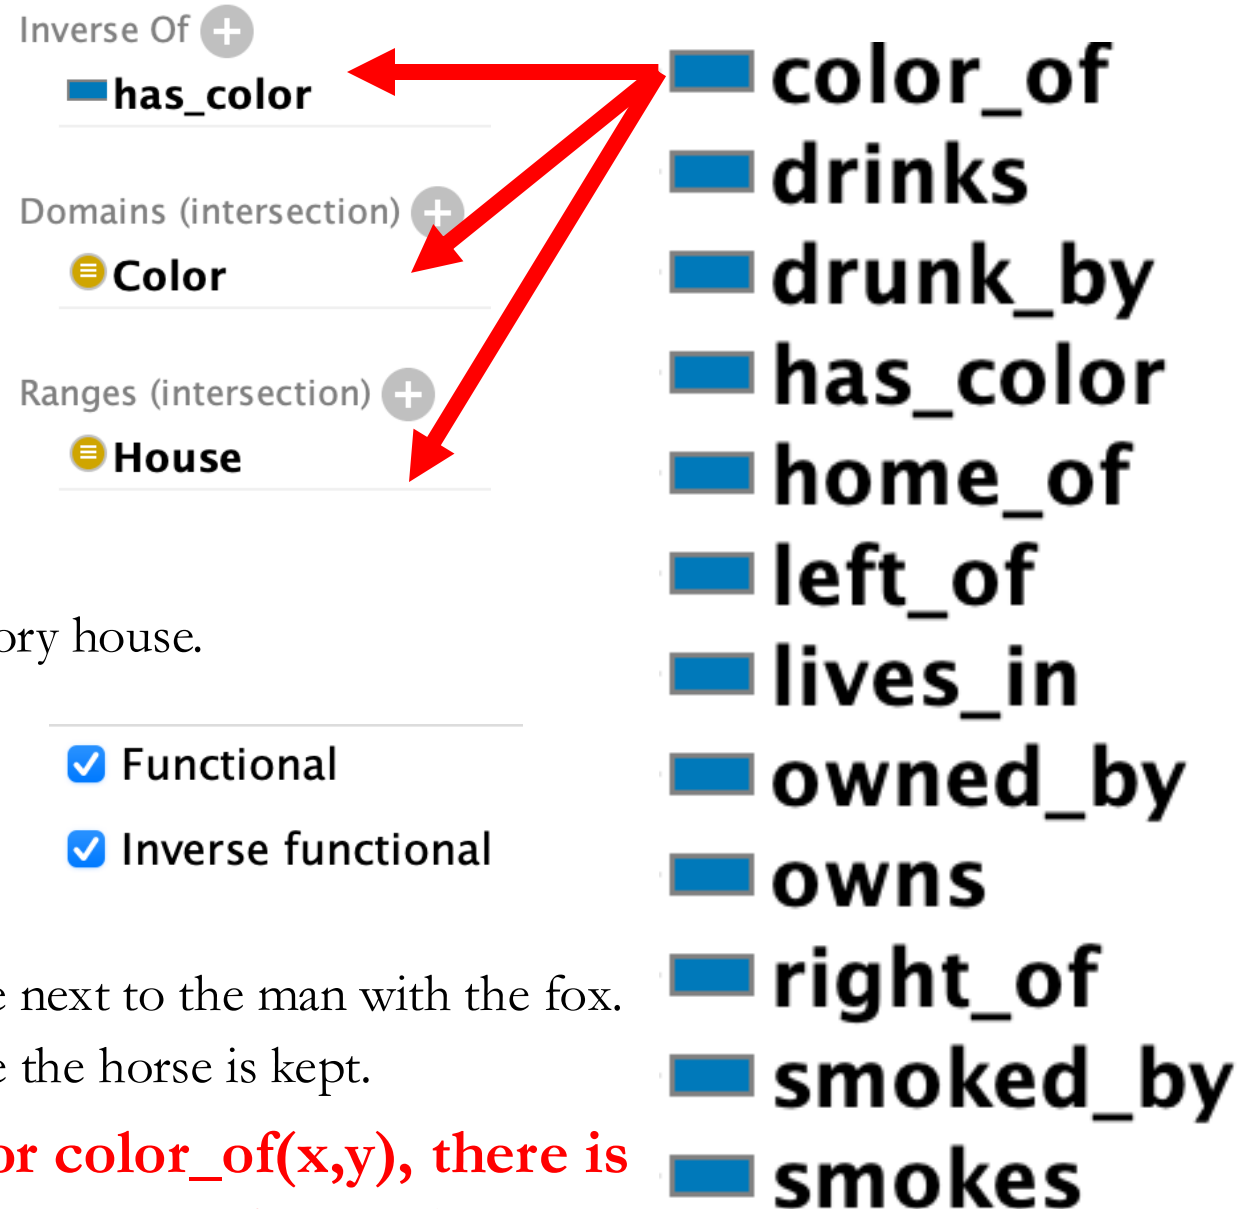 Inverse Of
has_color
Domains (intersection)
Color
Ranges (intersection)
House
ory house.
Functional
Inverse functional
e next to the man with the fox.
e the horse is kept.
or color_of(x,y), there is
color_of
drinks
drunk_by
has_color
home_of
left_of
lives_in
owned_by
owns
right_of
smoked_by
smokes